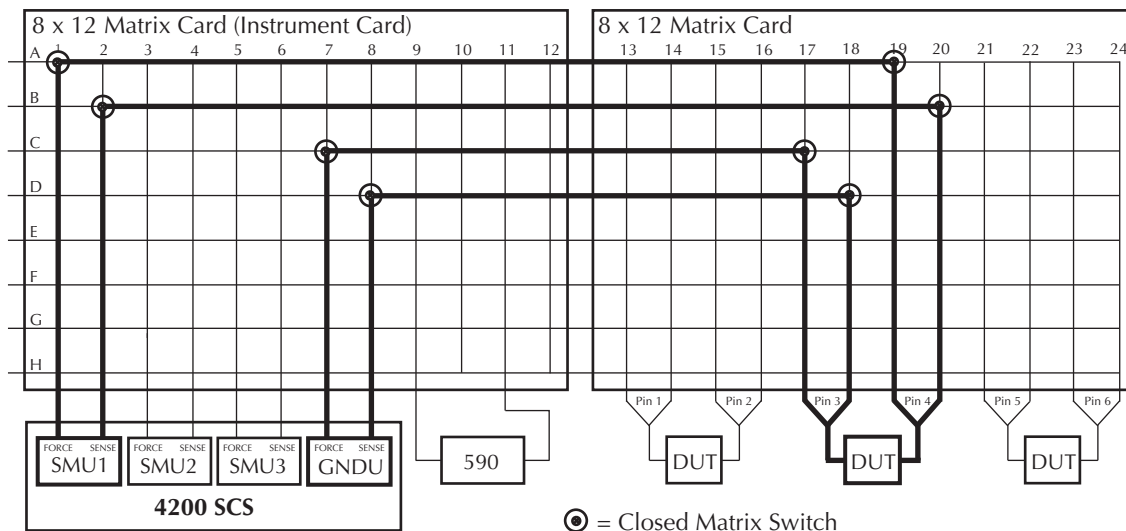 8 x 12 Matrix Card (Instrument Card)
8 x 12 Matrix Card
1 2 3 4 5 6 7 8 9 10 11 12
13 14 15 16 17 18 19 20 21 22 23 24
A
B
C
D
E
F
G
H
Pin 1 Pin 2 Pin 3 Pin 4 Pin 5 Pin 6
FORCE SENSE FORCE SENSE FORCE SENSE FORCE SENSE
SMU1 SMU2 SMU3 GNDU
590
DUT DUT DUT
4200 SCS
= Closed Matrix Switch